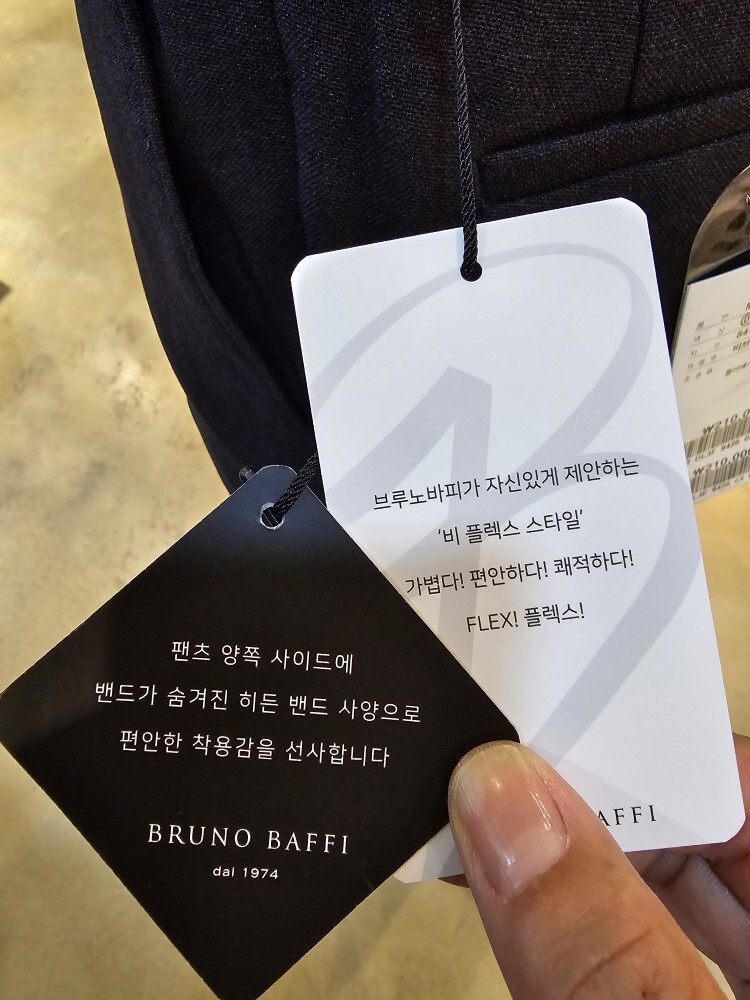 브루노바피가 자신있게 제안하는
‘비 플렉스 스타일’
가볍다! 편안하다! 쾌적하다!
FLEX! 플렉스!
AFFI
팬츠 양쪽 사이드에
밴드가 숨겨진 히든 밴드 사양으로
편안한 착용감을 선사합니다
BRUNO BAFFI
dal 1974
₩210,000